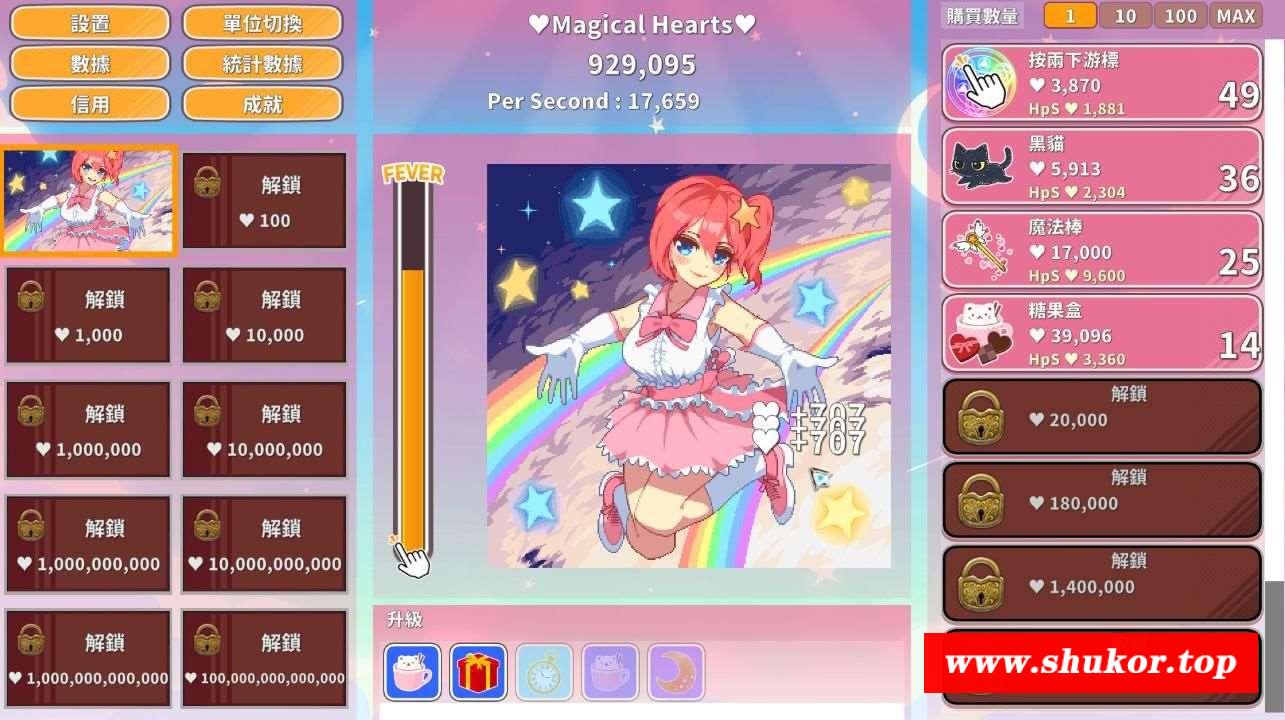 設置
單位切換
數據
統計數據
信用
成就
解鎖
♥ 100
解鎖
♥ 1,000
解鎖
♥ 10,000
解鎖
♥ 1,000,000
解鎖
♥ 10,000,000
解鎖
♥ 1,000,000,000
解鎖
♥ 10,000,000,000
解鎖
♥ 1,000,000,000,000
解鎖
♥ 100,000,000,000,000
♥Magical Hearts♥
929,095
Per Second : 17,659
FEVER
+767
升級
購買數量
1
10
100
MAX
按兩下游標
♥ 3,870
HpS ♥ 1,881
49
黑貓
♥ 5,913
HpS ♥ 2,304
36
魔法棒
♥ 17,000
HpS ♥ 9,600
25
糖果盒
♥ 39,096
HpS ♥ 3,360
14
解鎖
♥ 20,000
解鎖
♥ 180,000
解鎖
♥ 1,400,000
www.shukor.top